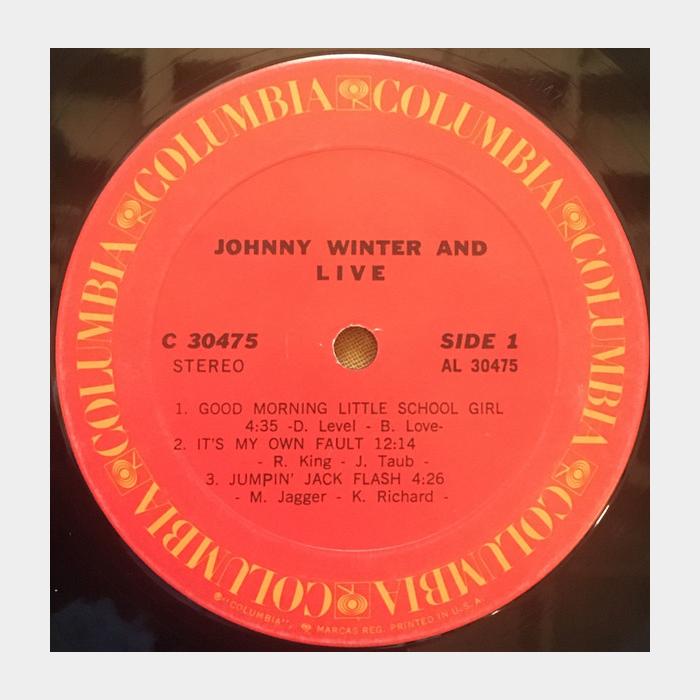 COLUMBIA COLUMBIA COLUMBIA COLUMBIA COLUMBIA COLUMBIA COLUMBIA
JOHNNY WINTER AND
LIVE
C 30475 SIDE 1
STEREO AL 30475
1. GOOD MORNING LITTLE SCHOOL GIRL
4:35 -D. Level - B. Love-
2. IT'S MY OWN FAULT 12:14
- R. King - J. Taub -
3. JUMPIN' JACK FLASH 4:26
- M. Jagger - K. Richard -
®"COLUMBIA", MARCAS REG. PRINTED IN U.S.A.